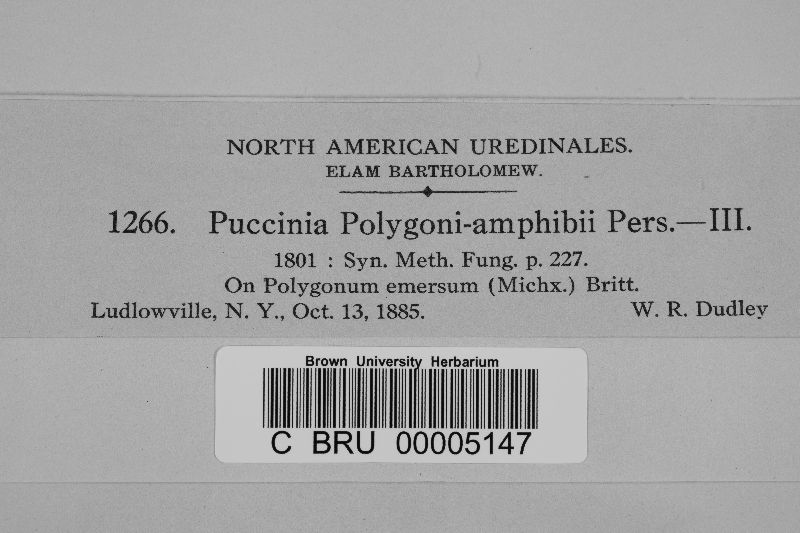 NORTH AMERICAN UREDINALES.
ELAM BARTHOLOMEW.
1266. Puccinia Polygoni-amphibii Pers.—III.
1801 : Syn. Meth. Fung. p. 227.
On Polygonum emersum (Michx.) Britt.
Ludlowville, N. Y., Oct. 13, 1885. W. R. Dudley
Brown University Herbarium
C BRU 00005147